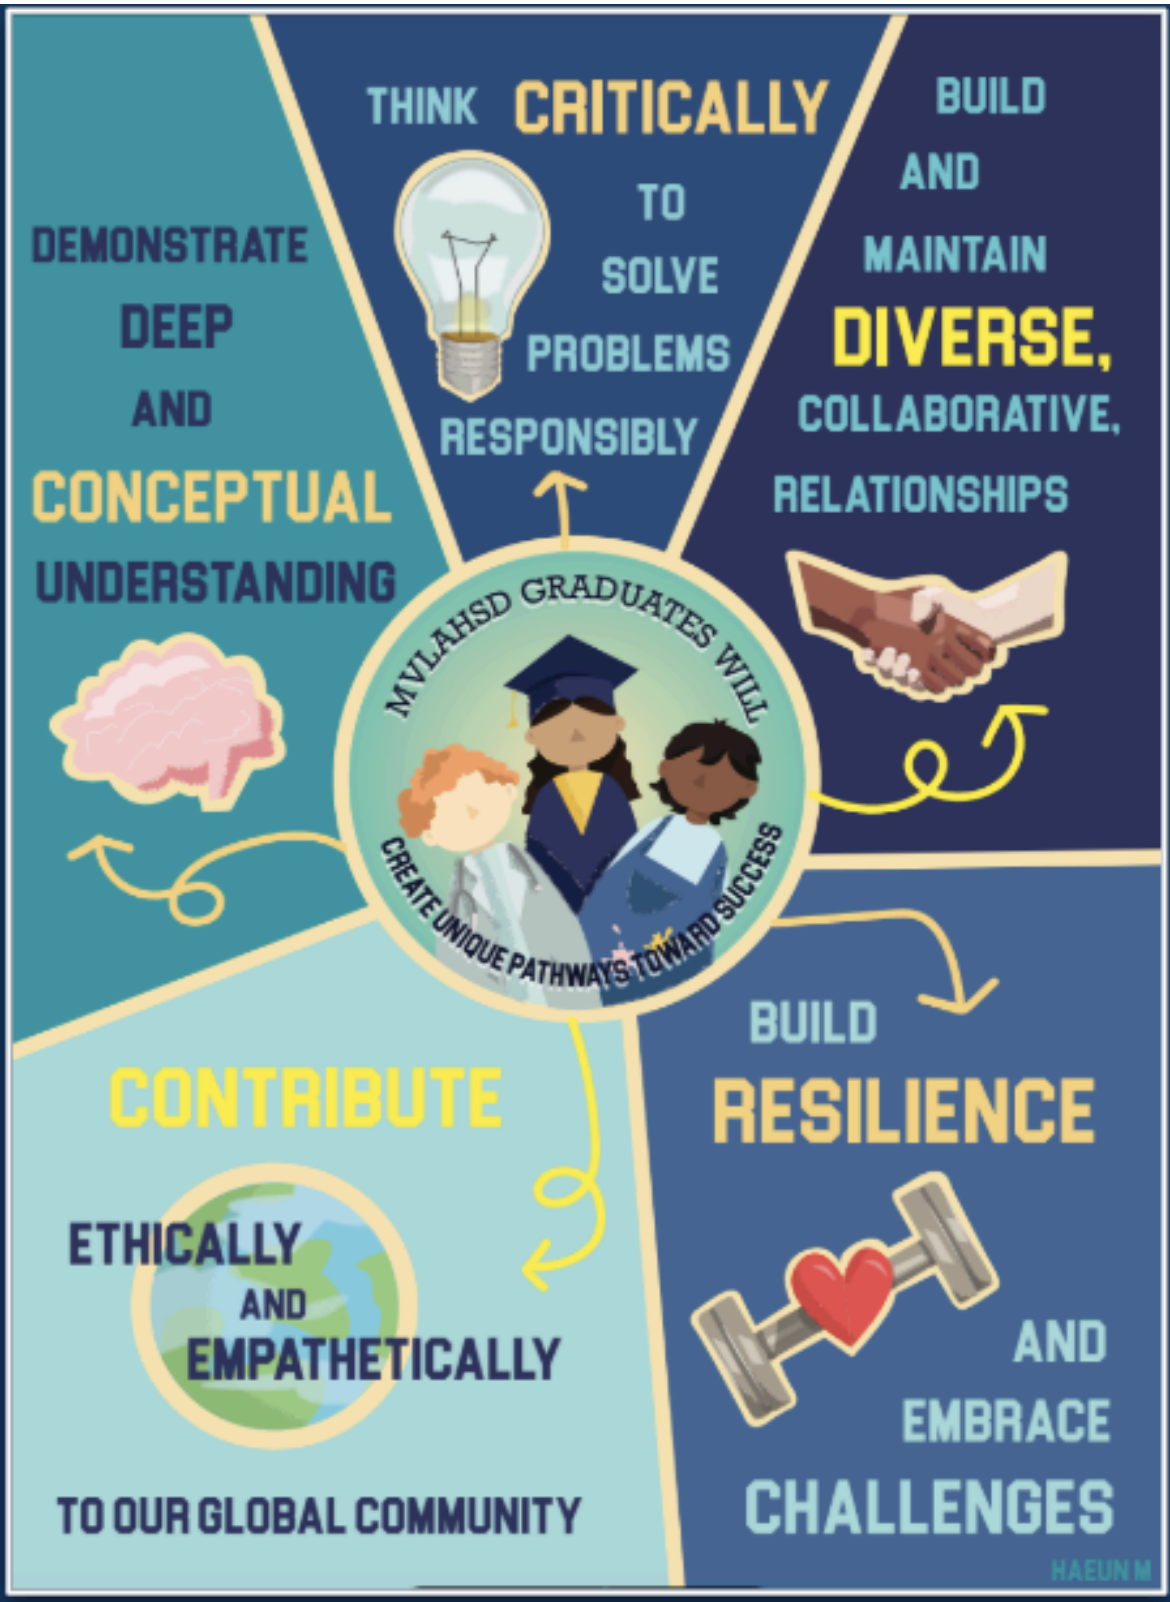 MVLAHSD GRADUATES WILL
CREATE UNIQUE PATHWAYS TOWARD SUCCESS
DEMONSTRATE
DEEP
AND
CONCEPTUAL
UNDERSTANDING
THINK CRITICALLY
TO
SOLVE
PROBLEMS
RESPONSIBLY
BUILD
AND
MAINTAIN
DIVERSE,
COLLABORATIVE,
RELATIONSHIPS
BUILD
RESILIENCE
AND
EMBRACE
CHALLENGES
CONTRIBUTE
ETHICALLY
AND
EMPATHETICALLY
TO OUR GLOBAL COMMUNITY
HAEUN M